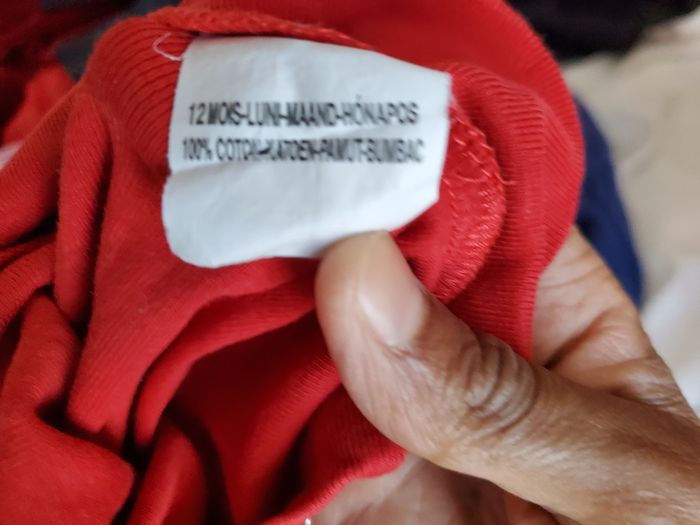 12 MOIS-LUNI-MAAND-HÓNAPOS
100% COTON-KATOEN-PAMUT-BUMBAC